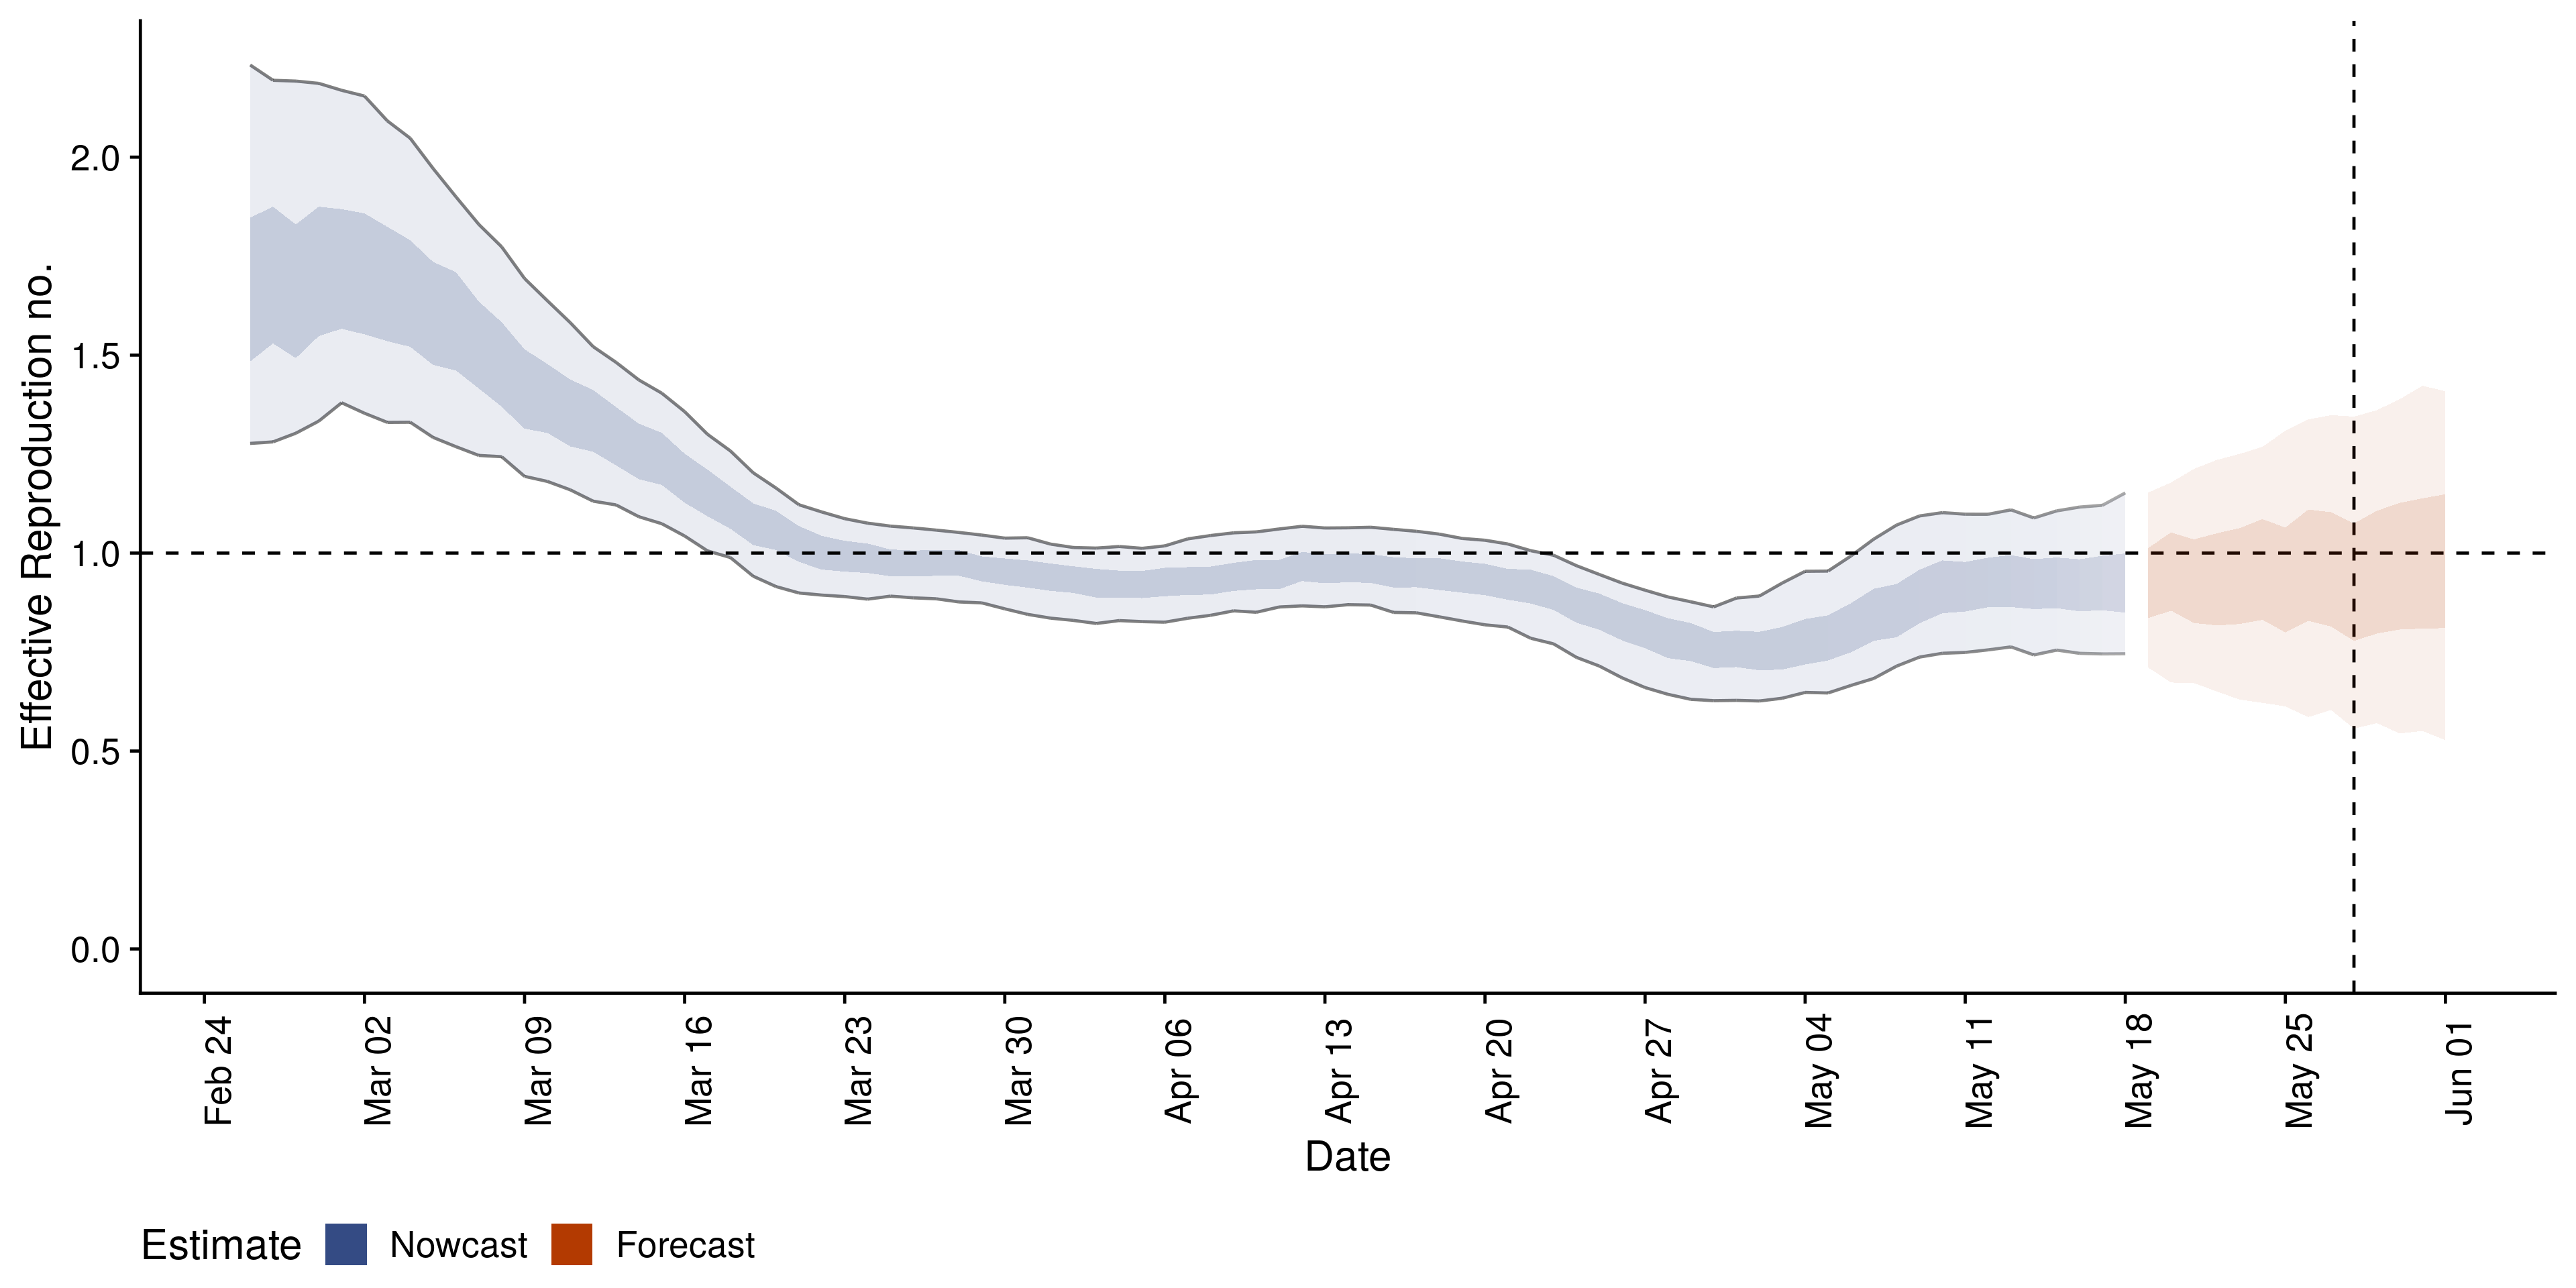 Effective Reproduction no.
2.0
1.5
1.0
0.5
0.0
Feb 24
Mar 02
Mar 09
Mar 16
Mar 23
Mar 30
Apr 06
Apr 13
Apr 20
Apr 27
May 04
May 11
May 18
May 25
Jun 01
Date
Estimate Nowcast Forecast